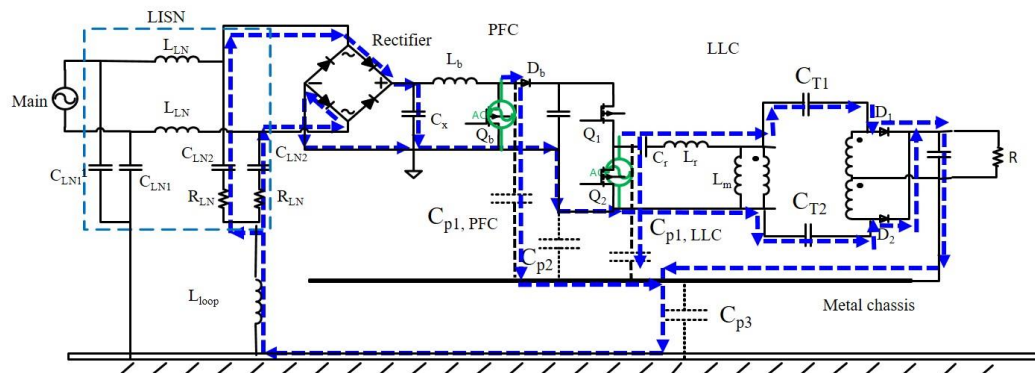 LISN
PFC
Rectifier
LLC
L_LN
L_b
D_b
C_T1
Main
AC
Q_b
C_x
Q_1
D_1
L_LN
C_r
L_r
R
C_LN1
C_LN1
C_LN2
C_LN2
AC
L_m
Q_2
R_LN
R_LN
C_T2
C_p1, PFC
C_p1, LLC
D_2
C_p2
L_loop
Metal chassis
C_p3